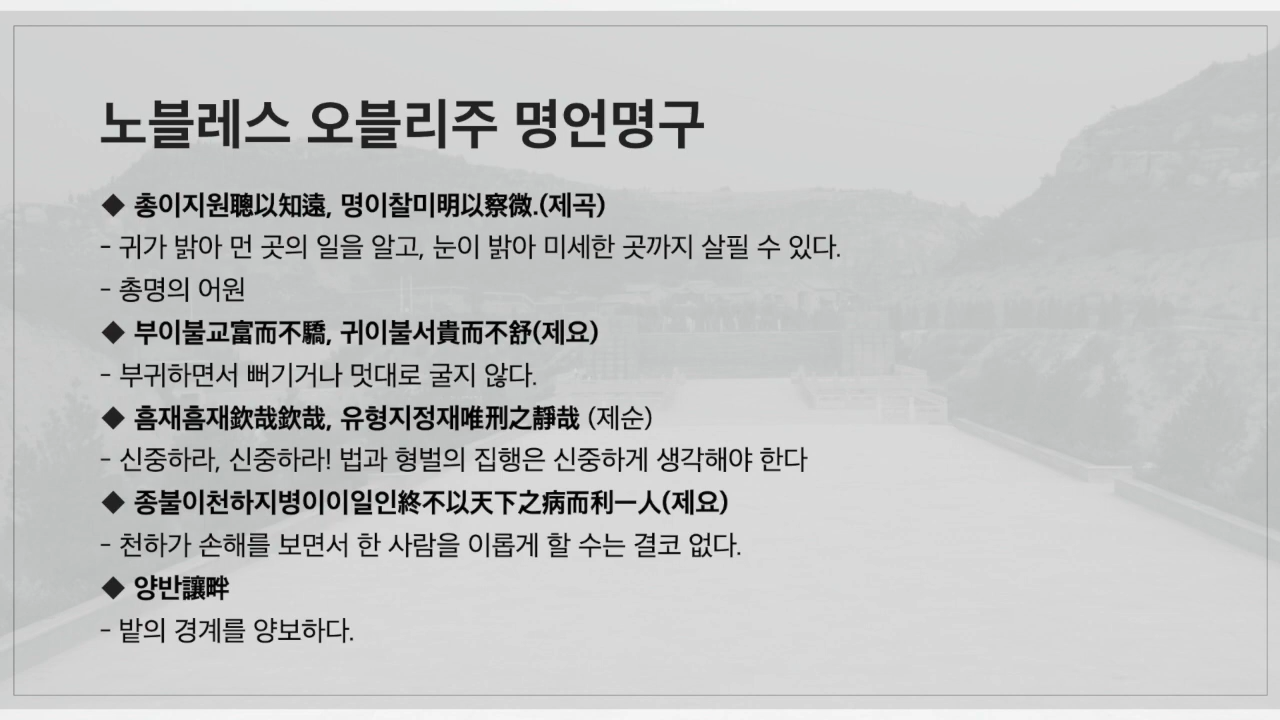 노블레스 오블리주 명언명구
◆ 총이지원聰以知遠, 명이찰미明以察微.(제곡)
- 귀가 밝아 먼 곳의 일을 알고, 눈이 밝아 미세한 곳까지 살필 수 있다.
- 총명의 어원
◆ 부이불교富而不驕, 귀이불서貴而不舒(제요)
- 부귀하면서 뻐기거나 멋대로 굴지 않다.
◆ 흠재흠재欽哉欽哉, 유형지정재唯刑之靜哉 (제순)
- 신중하라, 신중하라! 법과 형벌의 집행은 신중하게 생각해야 한다
◆ 종불이천하지병이이일인終不以天下之病而利一人(제요)
- 천하가 손해를 보면서 한 사람을 이롭게 할 수는 결코 없다.
◆ 양반讓畔
- 밭의 경계를 양보하다.